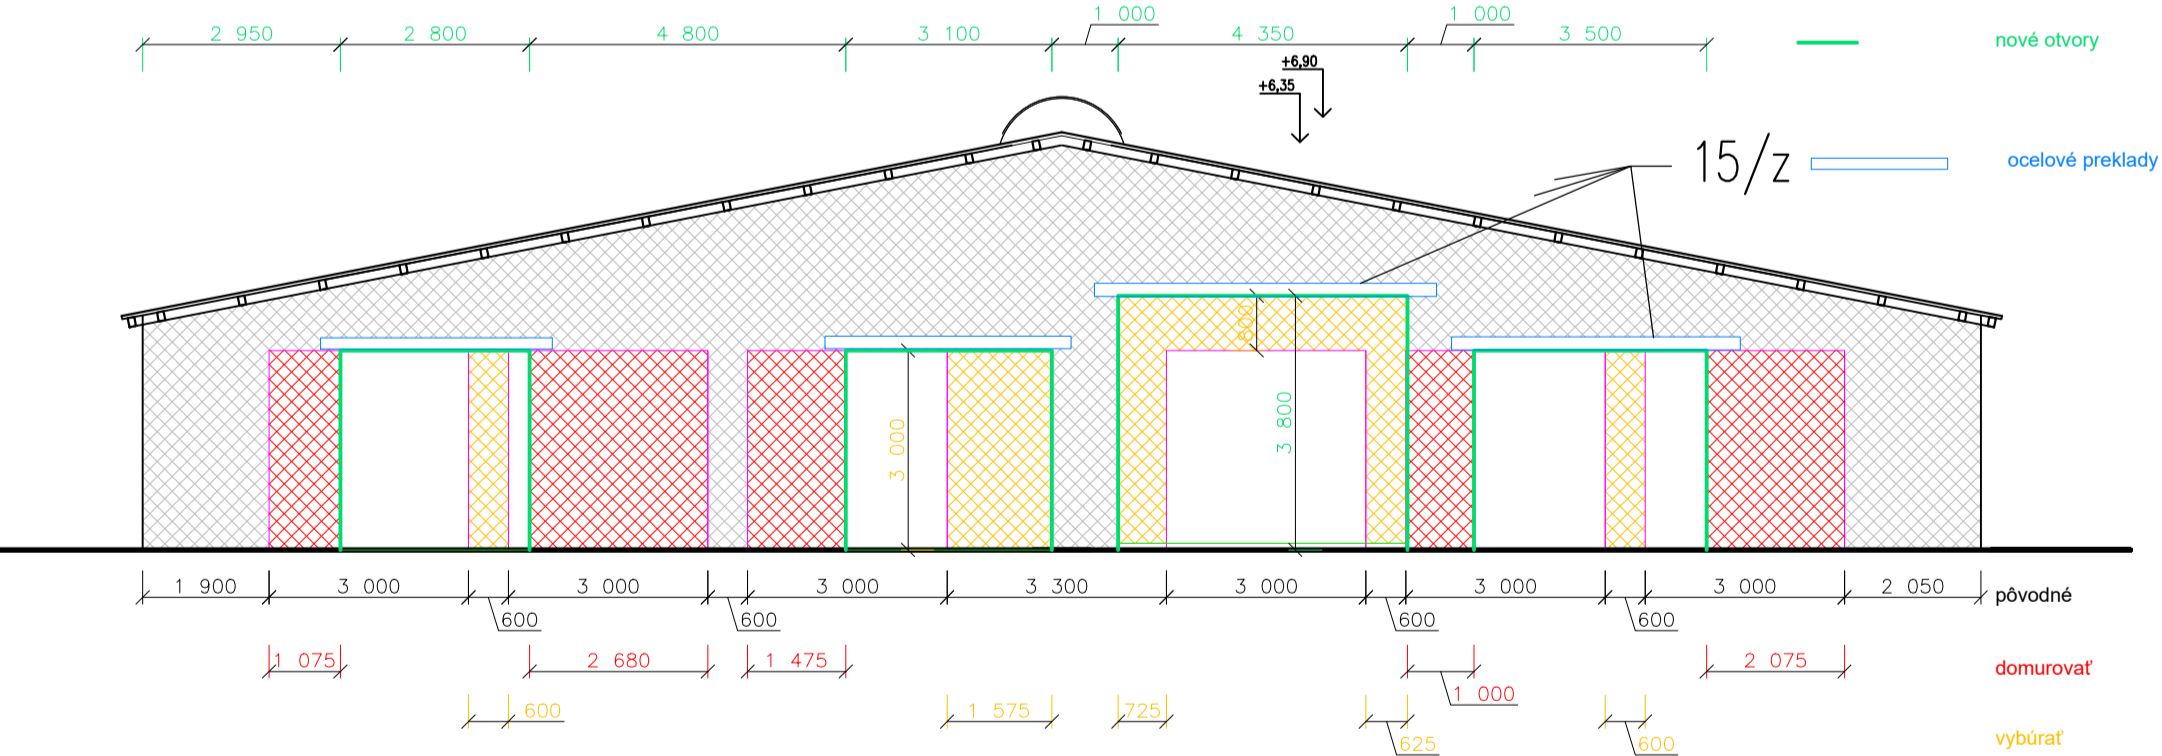 2 950 2 800 4 800 3 100 1 000 4 350 1 000 3 500
nové otvory
+6,90
+6,35
15/z
ocelové preklady
800
3 000
3 800
1 900 3 000 600 3 000 600 3 000 3 300 3 000 600 3 000 600 3 000 2 050 pôvodné
1 075 2 680 1 475 1 000 2 075 domurovať
600 1 575 725 625 600 vybúrať